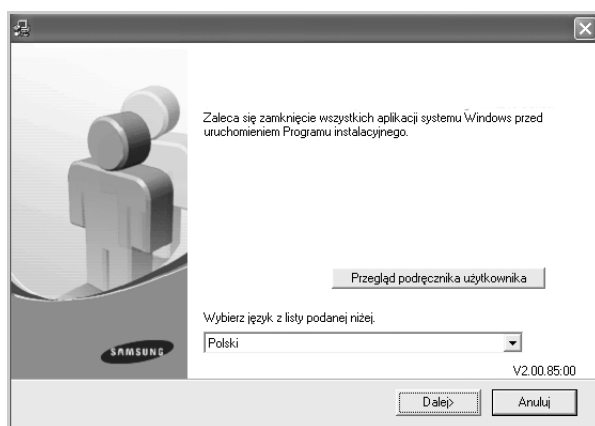 Zaleca się zamknięcie wszystkich aplikacji systemu Windows przed
uruchomieniem Programu instalacyjnego.
Przegląd podręcznika użytkownika
Wybierz język z listy podanej niżej.
Polski
SAMSUNG
V2.00.85:00
Dalej>
Anuluj